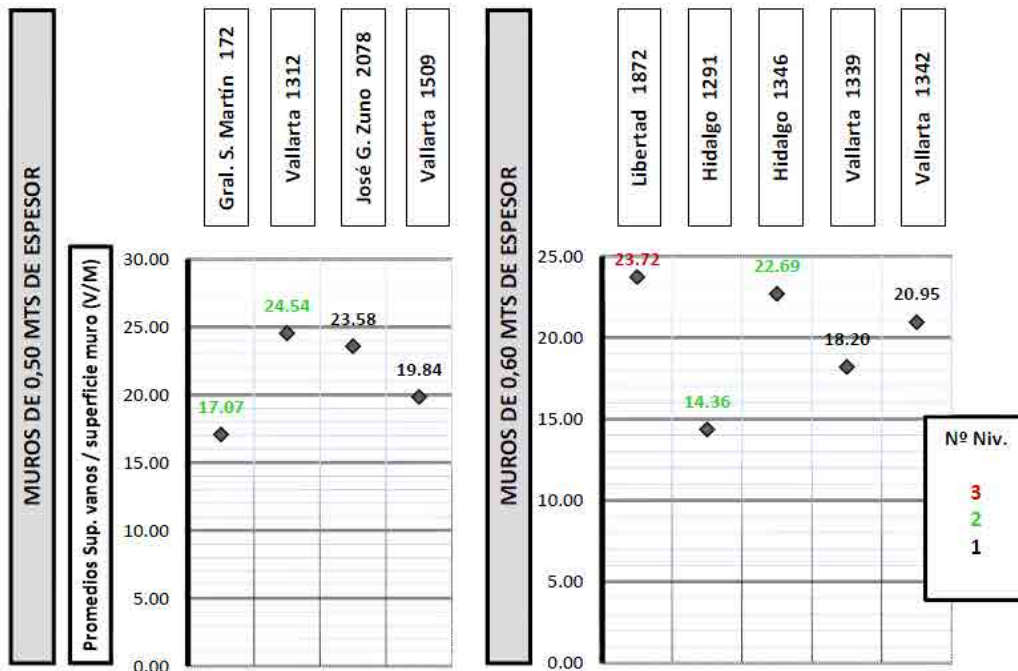 MUROS DE 0,50 MTS DE ESPESOR
Gral. S. Martín 172
Vallarta 1312
José G. Zuno 2078
Vallarta 1509
Promedios Sup. vanos / superficie muro (V/M)
30.00
25.00
20.00
15.00
10.00
5.00
0.00
17.07
24.54
23.58
19.84
MUROS DE 0,60 MTS DE ESPESOR
Libertad 1872
Hidalgo 1291
Hidalgo 1346
Vallarta 1339
Vallarta 1342
25.00
20.00
15.00
10.00
5.00
0.00
23.72
14.36
22.69
18.20
20.95
Nº Niv.
3
2
1